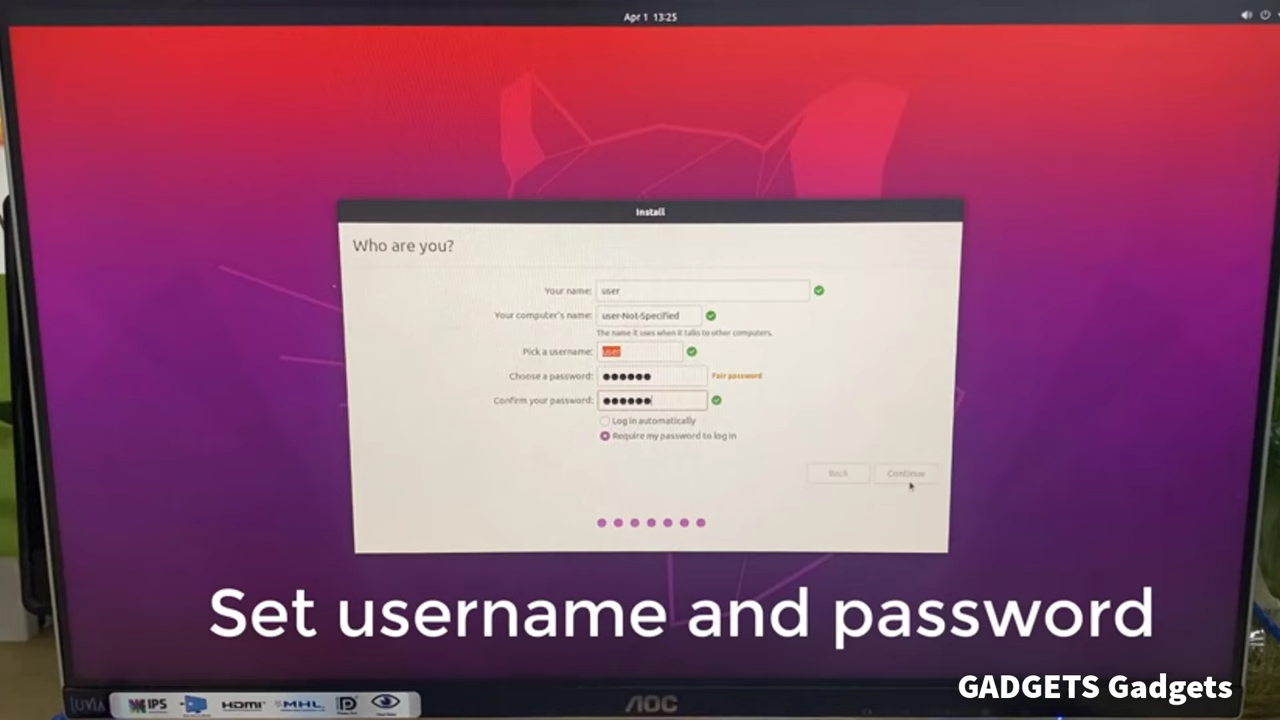 Apr 1 13:25
Install
Who are you?
Your name: user
Your computer's name: user-Not-Specified
The name it uses when it talks to other computers.
Pick a username: user
Choose a password: ●●●●●● Fair password
Confirm your password: ●●●●●●
Log in automatically
Require my password to log in
Back Continue
Set username and password
GADGETS Gadgets
LUVIA IPS HDMI MHL AOC